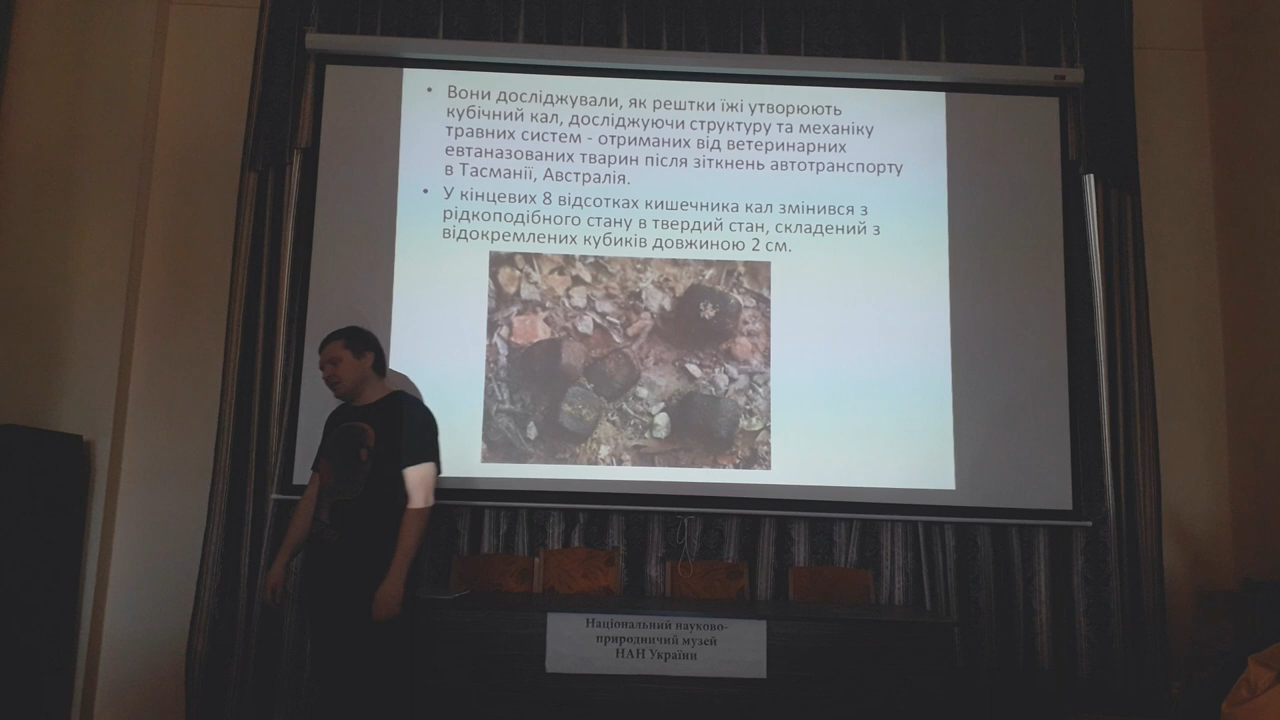 • Вони досліджували, як рештки їжі утворюють
кубічний кал, досліджуючи структуру та механіку
травних систем - отриманих від ветеринарних
евтаназованих тварин після зіткнень автотранспорту
в Тасманії, Австралія.
• У кінцевих 8 відсотках кишечника кал змінився з
рідкоподібного стану в твердий стан, складений з
відокремлених кубиків довжиною 2 см.
Національний науково-
природничий музей
НАН України